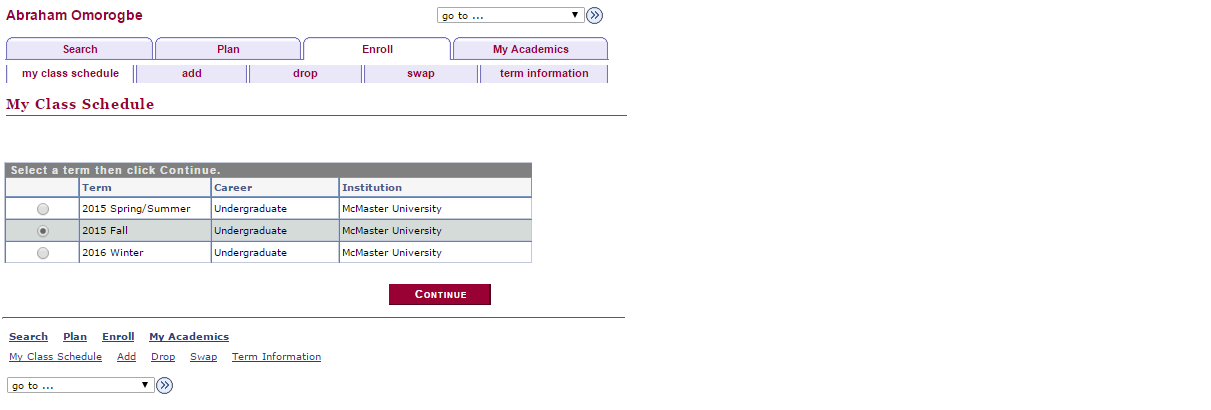 Abraham Omorogbe
go to ...
Search Plan Enroll My Academics
my class schedule add drop swap term information
My Class Schedule
Select a term then click Continue.
Term Career Institution
2015 Spring/Summer Undergraduate McMaster University
2015 Fall Undergraduate McMaster University
2016 Winter Undergraduate McMaster University
CONTINUE
Search Plan Enroll My Academics
My Class Schedule Add Drop Swap Term Information
go to ...